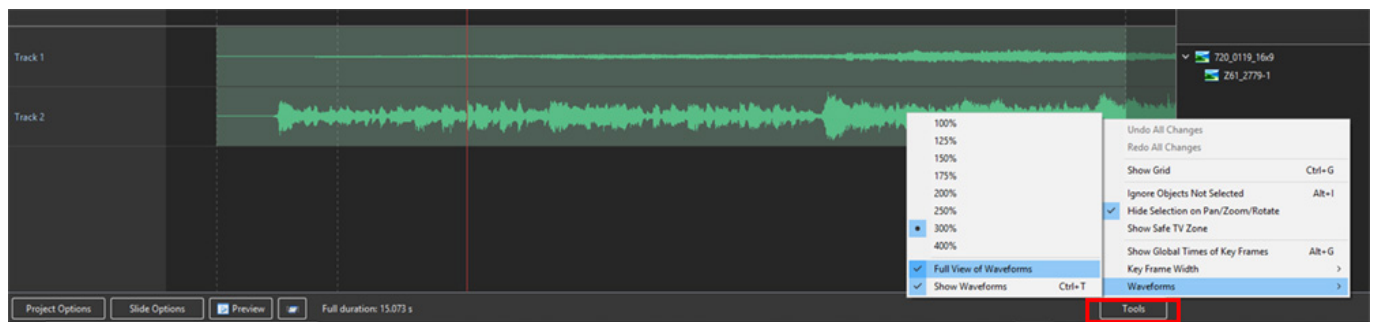 Track 1
Track 2
720_0119_16x9
Z61_2779-1
100%
125%
150%
175%
200%
250%
300%
400%
Full View of Waveforms
Show Waveforms Ctrl+T
Undo All Changes
Redo All Changes
Show Grid Ctrl+G
Ignore Objects Not Selected Alt+I
Hide Selection on Pan/Zoom/Rotate
Show Safe TV Zone
Show Global Times of Key Frames Alt+G
Key Frame Width
Waveforms
Project Options Slide Options Preview Full duration: 15.073 s Tools